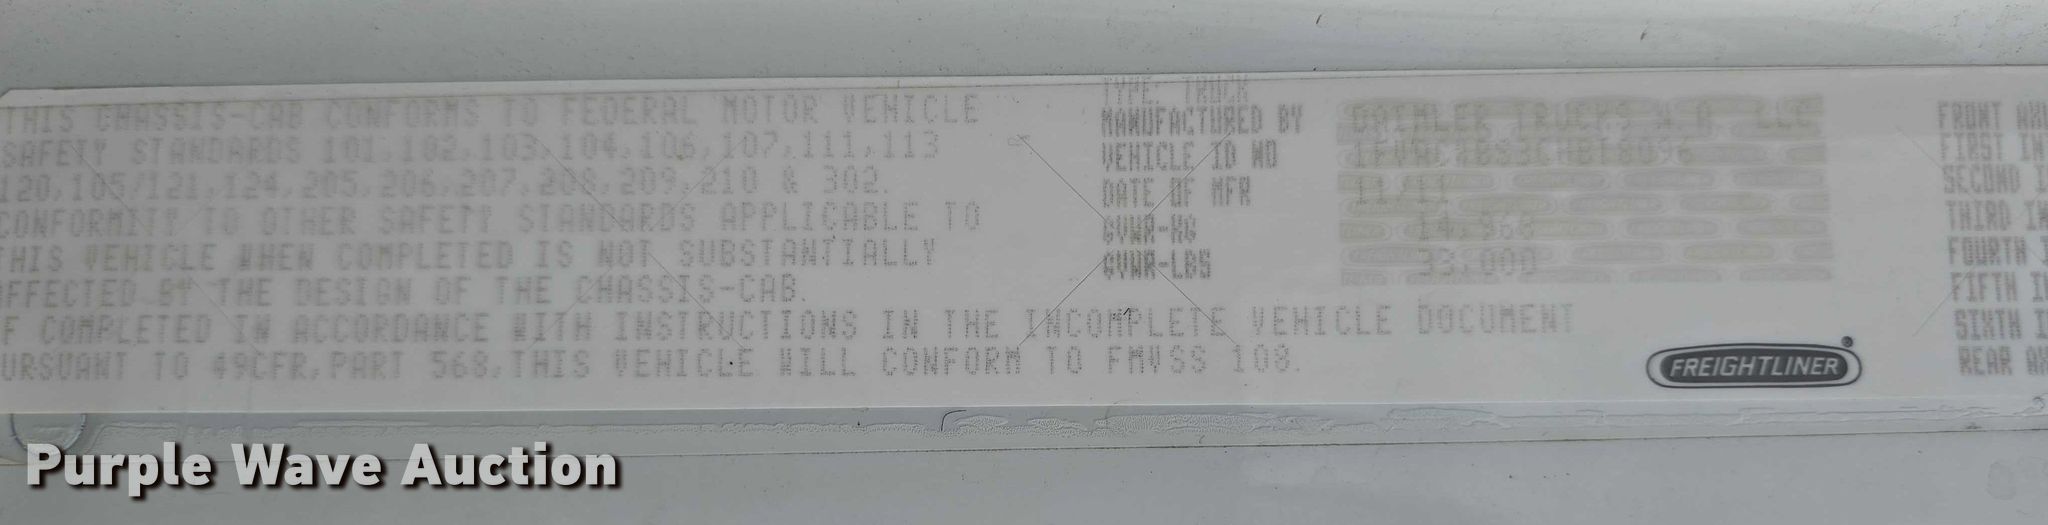 THIS CHASSIS-CAB CONFORMS TO FEDERAL MOTOR VEHICLE
SAFETY STANDARDS 101,102,103,104,106,107,111,113
120,105/121,124,205,206,207,208,209,210 & 302.
CONFORMITY TO OTHER SAFETY STANDARDS APPLICABLE TO
THIS VEHICLE WHEN COMPLETED IS NOT SUBSTANTIALLY
AFFECTED BY THE DESIGN OF THE CHASSIS-CAB.
F COMPLETED IN ACCORDANCE WITH INSTRUCTIONS IN THE INCOMPLETE VEHICLE DOCUMENT
URSUANT TO 49CFR,PART 568,THIS VEHICLE WILL CONFORM TO FMVSS 108.
TYPE: TRUCK
MANUFACTURED BY DAIMLER TRUCKS N.A LLC
VEHICLE ID NO
DATE OF MFR 11/11
GVWR-KG 14,968
GVWR-LBS 33,000
FREIGHTLINER®
FRONT
FIRST
SECOND
THIRD
FOURTH
FIFTH
SIXTH
REAR
Purple Wave Auction